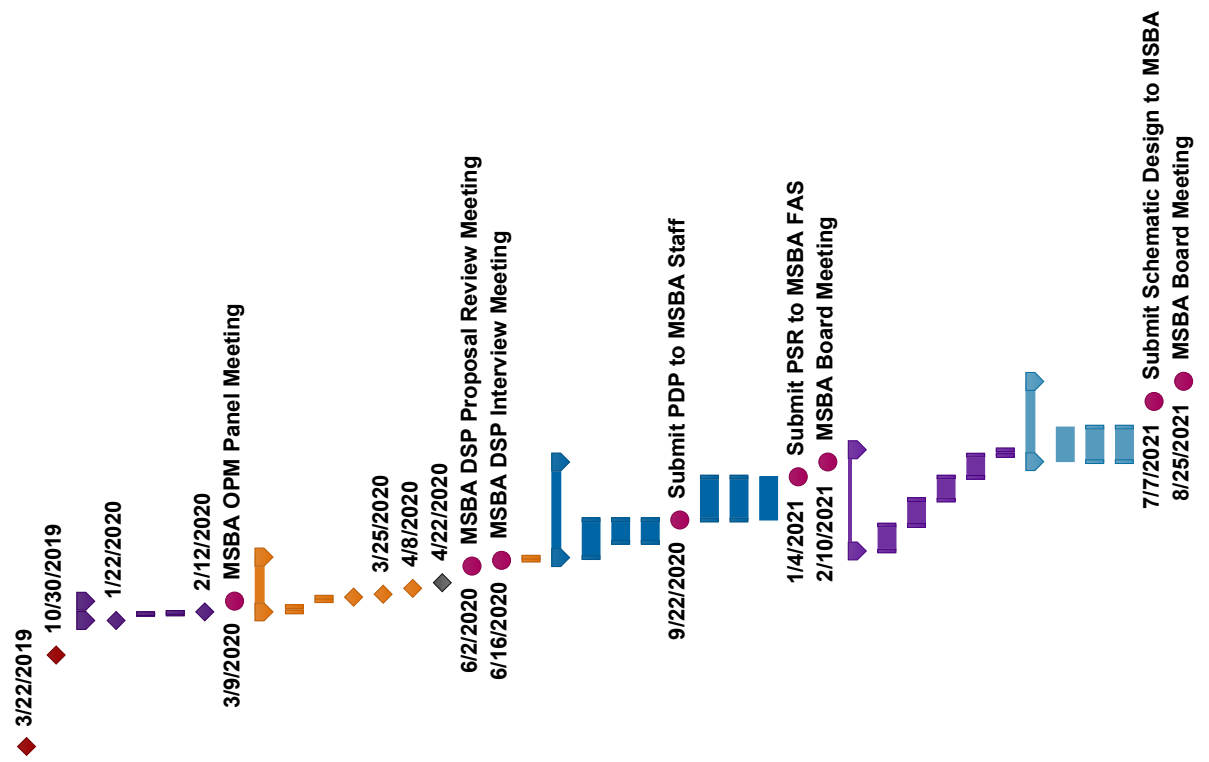 3/22/2019
10/30/2019
1/22/2020
2/12/2020
3/9/2020 MSBA OPM Panel Meeting
3/25/2020
4/8/2020
4/22/2020
6/2/2020 MSBA DSP Proposal Review Meeting
6/16/2020 MSBA DSP Interview Meeting
9/22/2020 Submit PDP to MSBA Staff
1/4/2021 Submit PSR to MSBA FAS
2/10/2021 MSBA Board Meeting
7/7/2021 Submit Schematic Design to MSBA
8/25/2021 MSBA Board Meeting